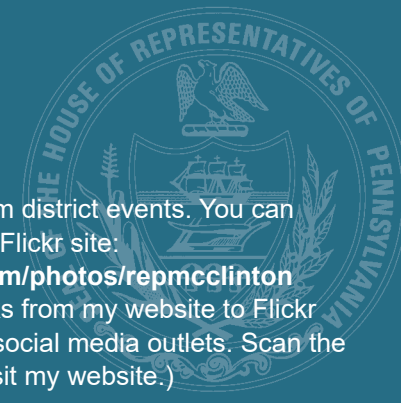 HOUSE OF REPRESENTATIVES OF PENNSYLVANIA
m district events. You can
Flickr site:
m/photos/repmcclinton
s from my website to Flickr
social media outlets. Scan the
sit my website.)